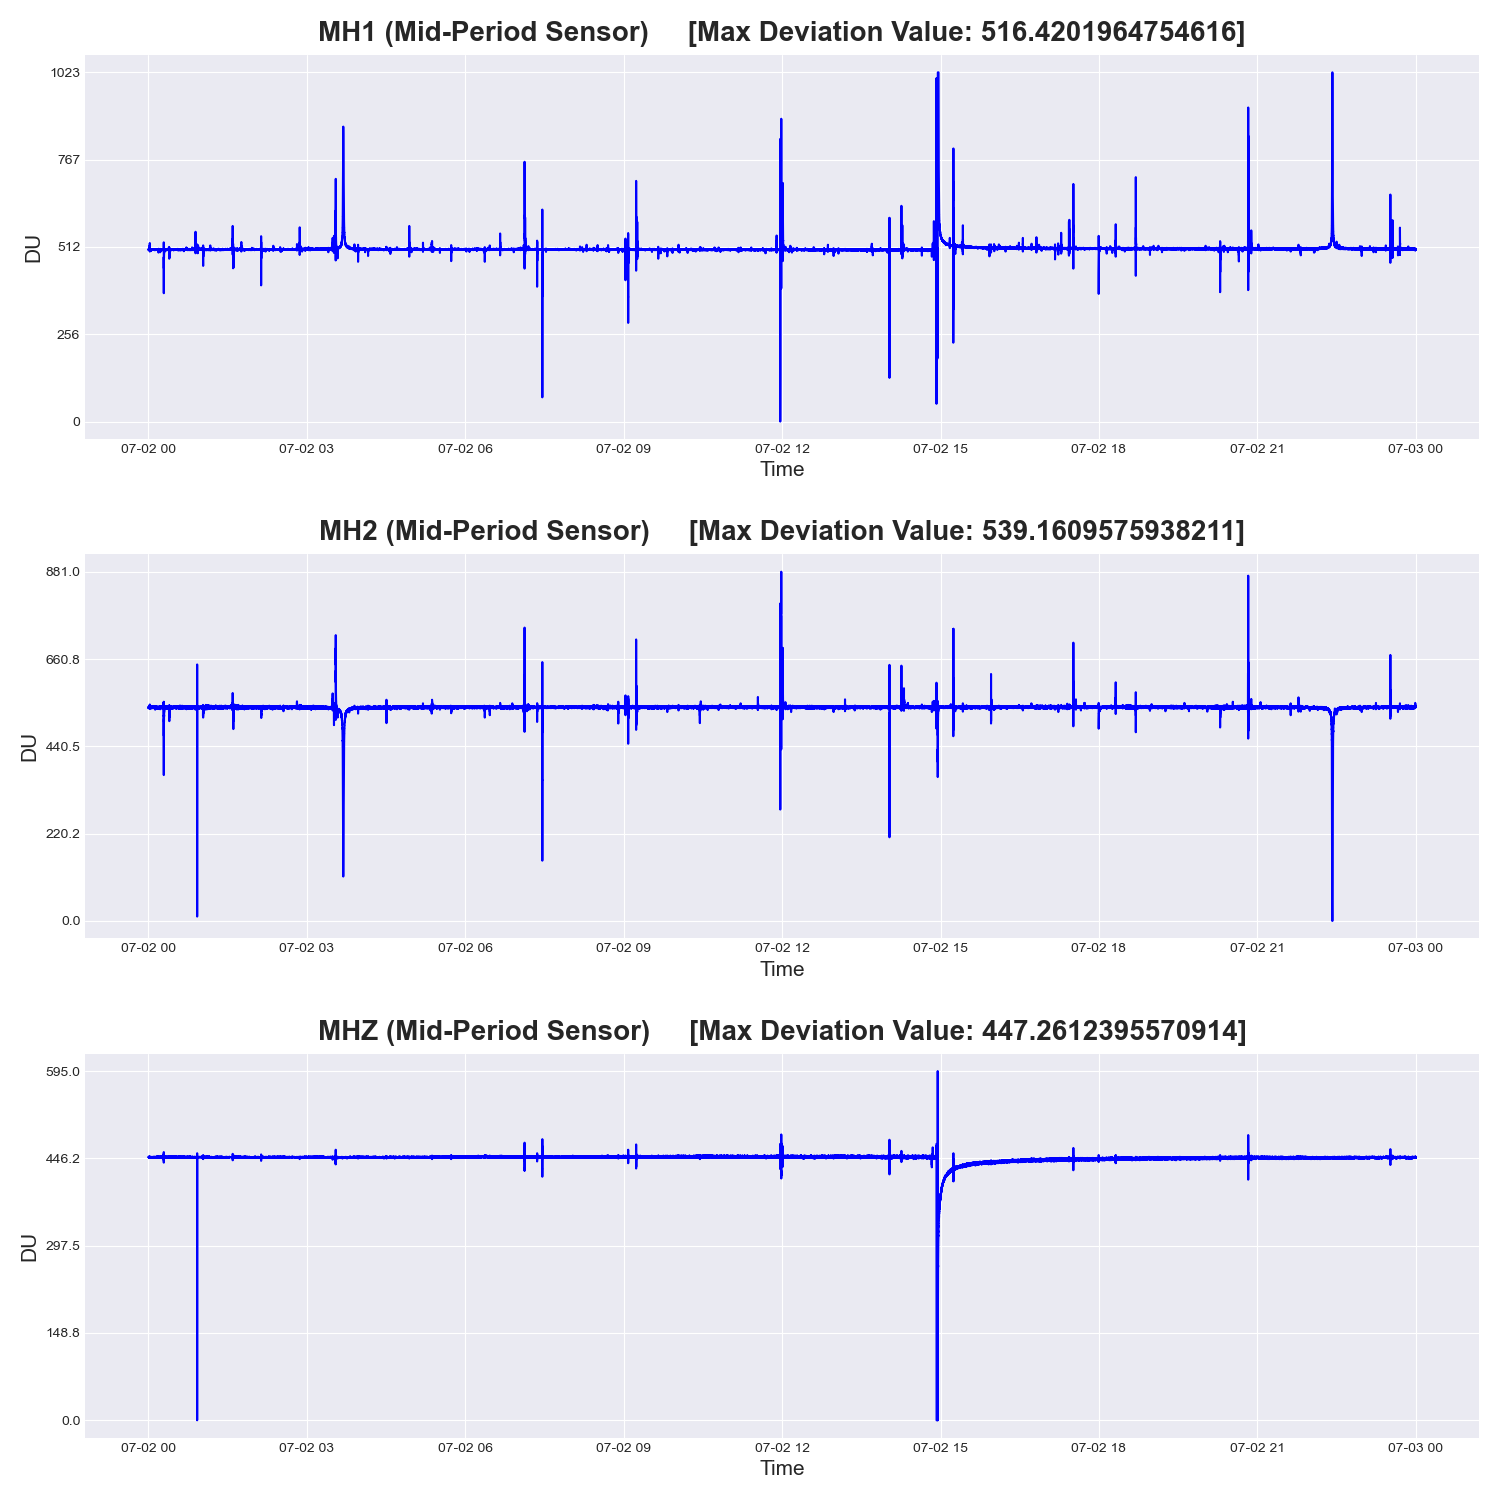 MH1 (Mid-Period Sensor)     [Max Deviation Value: 516.4201964754616]
1023
767
512
256
0
DU
07-02 00 07-02 03 07-02 06 07-02 09 07-02 12 07-02 15 07-02 18 07-02 21 07-03 00
Time
MH2 (Mid-Period Sensor)     [Max Deviation Value: 539.1609575938211]
881.0
660.8
440.5
220.2
0.0
DU
07-02 00 07-02 03 07-02 06 07-02 09 07-02 12 07-02 15 07-02 18 07-02 21 07-03 00
Time
MHZ (Mid-Period Sensor)     [Max Deviation Value: 447.2612395570914]
595.0
446.2
297.5
148.8
0.0
DU
07-02 00 07-02 03 07-02 06 07-02 09 07-02 12 07-02 15 07-02 18 07-02 21 07-03 00
Time